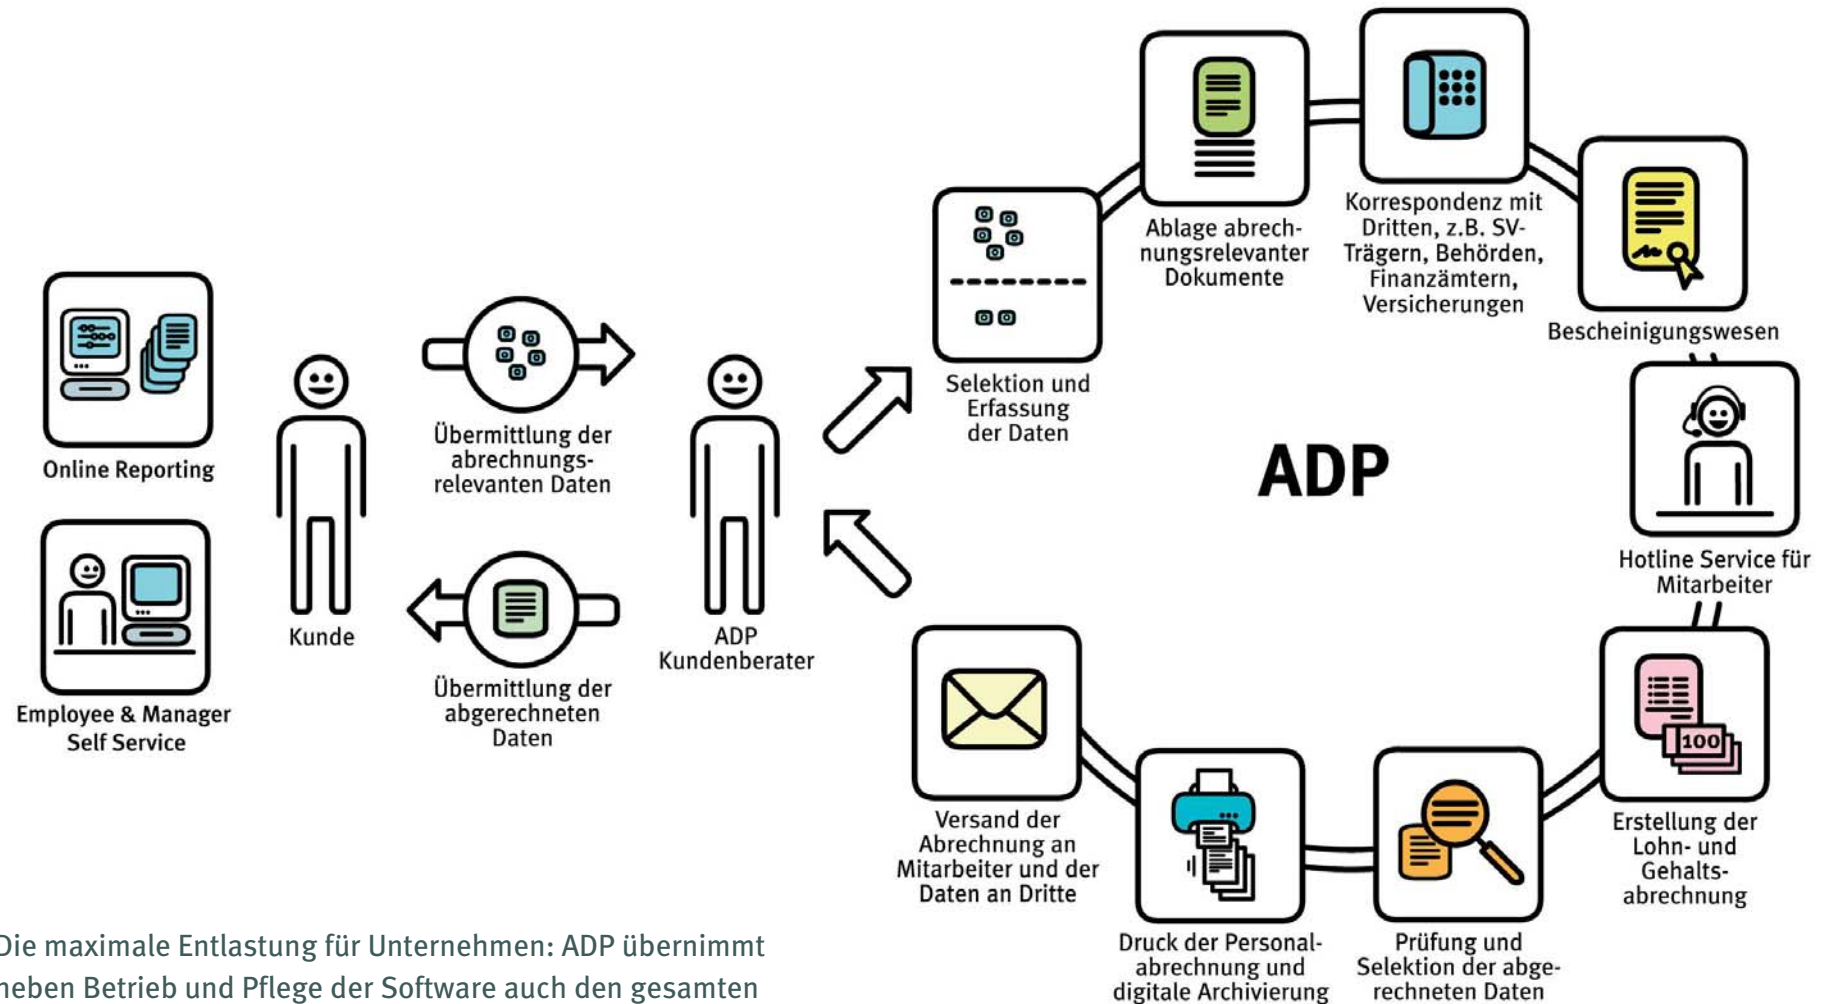 Online Reporting
Employee & Manager
Self Service
Kunde
Übermittlung der
abrechnungs-
relevanten Daten
Übermittlung der
abgerechneten
Daten
ADP
Kundenberater
Selektion und
Erfassung
der Daten
Ablage abrech-
nungsrelevanter
Dokumente
Korrespondenz mit
Dritten, z.B. SV-
Trägern, Behörden,
Finanzämtern,
Versicherungen
Bescheinigungswesen
ADP
Hotline Service für
Mitarbeiter
100
Erstellung der
Lohn- und
Gehalts-
abrechnung
Prüfung und
Selektion der abge-
rechneten Daten
Druck der Personal-
abrechnung und
digitale Archivierung
Versand der
Abrechnung an
Mitarbeiter und der
Daten an Dritte
Die maximale Entlastung für Unternehmen: ADP übernimmt
neben Betrieb und Pflege der Software auch den gesamten